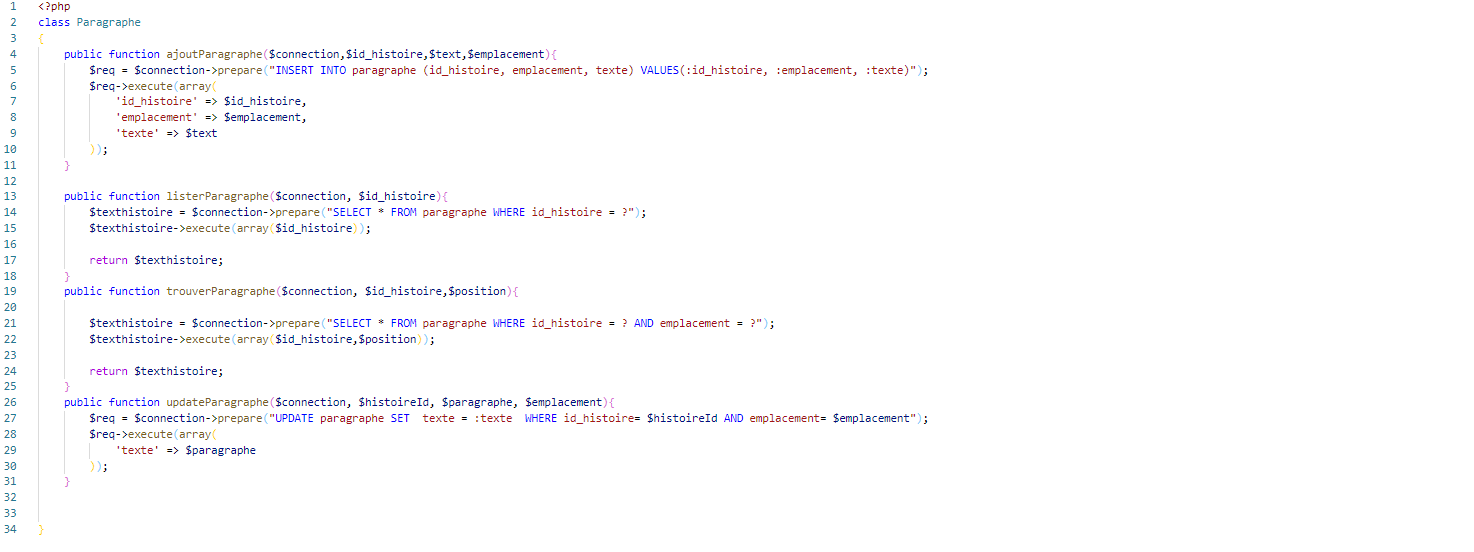 1 <?php
2 class Paragraphe
3 {
4 public function ajoutParagraphe($connection,$id_histoire,$text,$emplacement){
5 $req = $connection->prepare("INSERT INTO paragraphe (id_histoire, emplacement, texte) VALUES(:id_histoire, :emplacement, :texte)");
6 $req->execute(array(
7 'id_histoire' => $id_histoire,
8 'emplacement' => $emplacement,
9 'texte' => $text
10 ));
11 }
12
13 public function listerParagraphe($connection, $id_histoire){
14 $texthistoire = $connection->prepare("SELECT * FROM paragraphe WHERE id_histoire = ?");
15 $texthistoire->execute(array($id_histoire));
16
17 return $texthistoire;
18 }
19 public function trouverParagraphe($connection, $id_histoire,$position){
20
21 $texthistoire = $connection->prepare("SELECT * FROM paragraphe WHERE id_histoire = ? AND emplacement = ?");
22 $texthistoire->execute(array($id_histoire,$position));
23
24 return $texthistoire;
25 }
26 public function updateParagraphe($connection, $histoireId, $paragraphe, $emplacement){
27 $req = $connection->prepare("UPDATE paragraphe SET  texte = :texte  WHERE id_histoire= $histoireId AND emplacement= $emplacement");
28 $req->execute(array(
29 'texte' => $paragraphe
30 ));
31 }
32
33
34 }